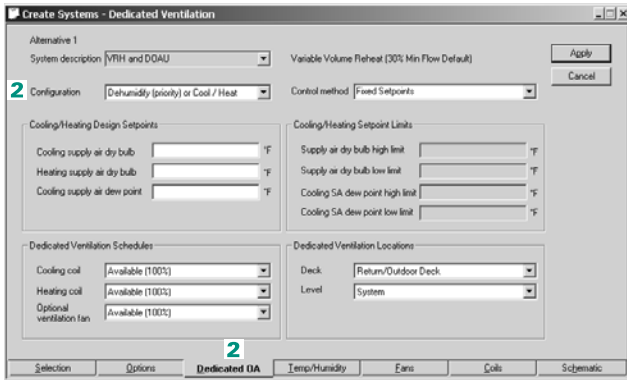 Create Systems - Dedicated Ventilation
Alternative 1
System description VRH and DOAU Variable Volume Reheat (30% Min Flow Default) Apply
Cancel
2 Configuration Dehumidify (priority) or Cool / Heat Control method Fixed Setpoints
Cooling/Heating Design Setpoints Cooling/Heating Setpoint Limits
Cooling supply air dry bulb °F Supply air dry bulb high limit °F
Heating supply air dry bulb °F Supply air dry bulb low limit °F
Cooling supply air dew point °F Cooling SA dew point high limit °F
Cooling SA dew point low limit °F
Dedicated Ventilation Schedules Dedicated Ventilation Locations
Cooling coil Available (100%) Deck Return/Outdoor Deck
Heating coil Available (100%) Level System
Optional ventilation fan Available (100%)
2
Selection Options Dedicated OA Temp/Humidity Fans Coils Schematic